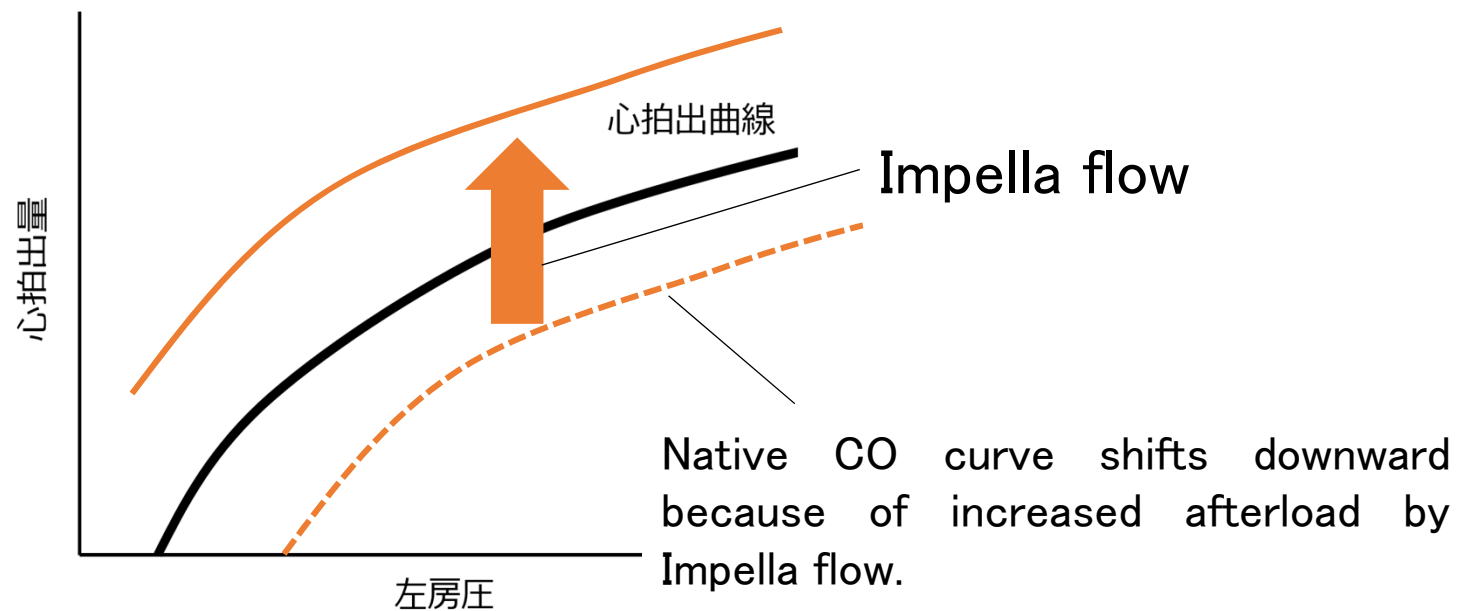 心拍出曲線
Impella flow
心拍出量
Native CO curve shifts downward
because of increased afterload by
Impella flow.
左房圧